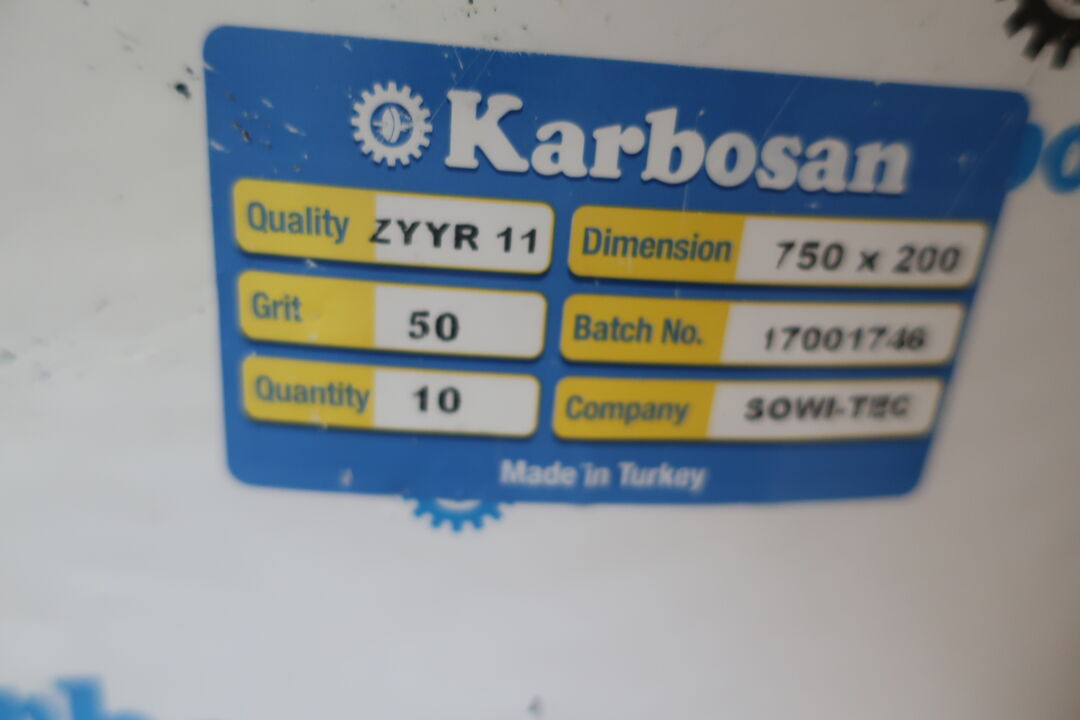 Karbosan
Quality ZYYR 11
Dimension 750 x 200
Grit 50
Batch No. 17001746
Quantity 10
Company SOWI-TEC
Made in Turkey